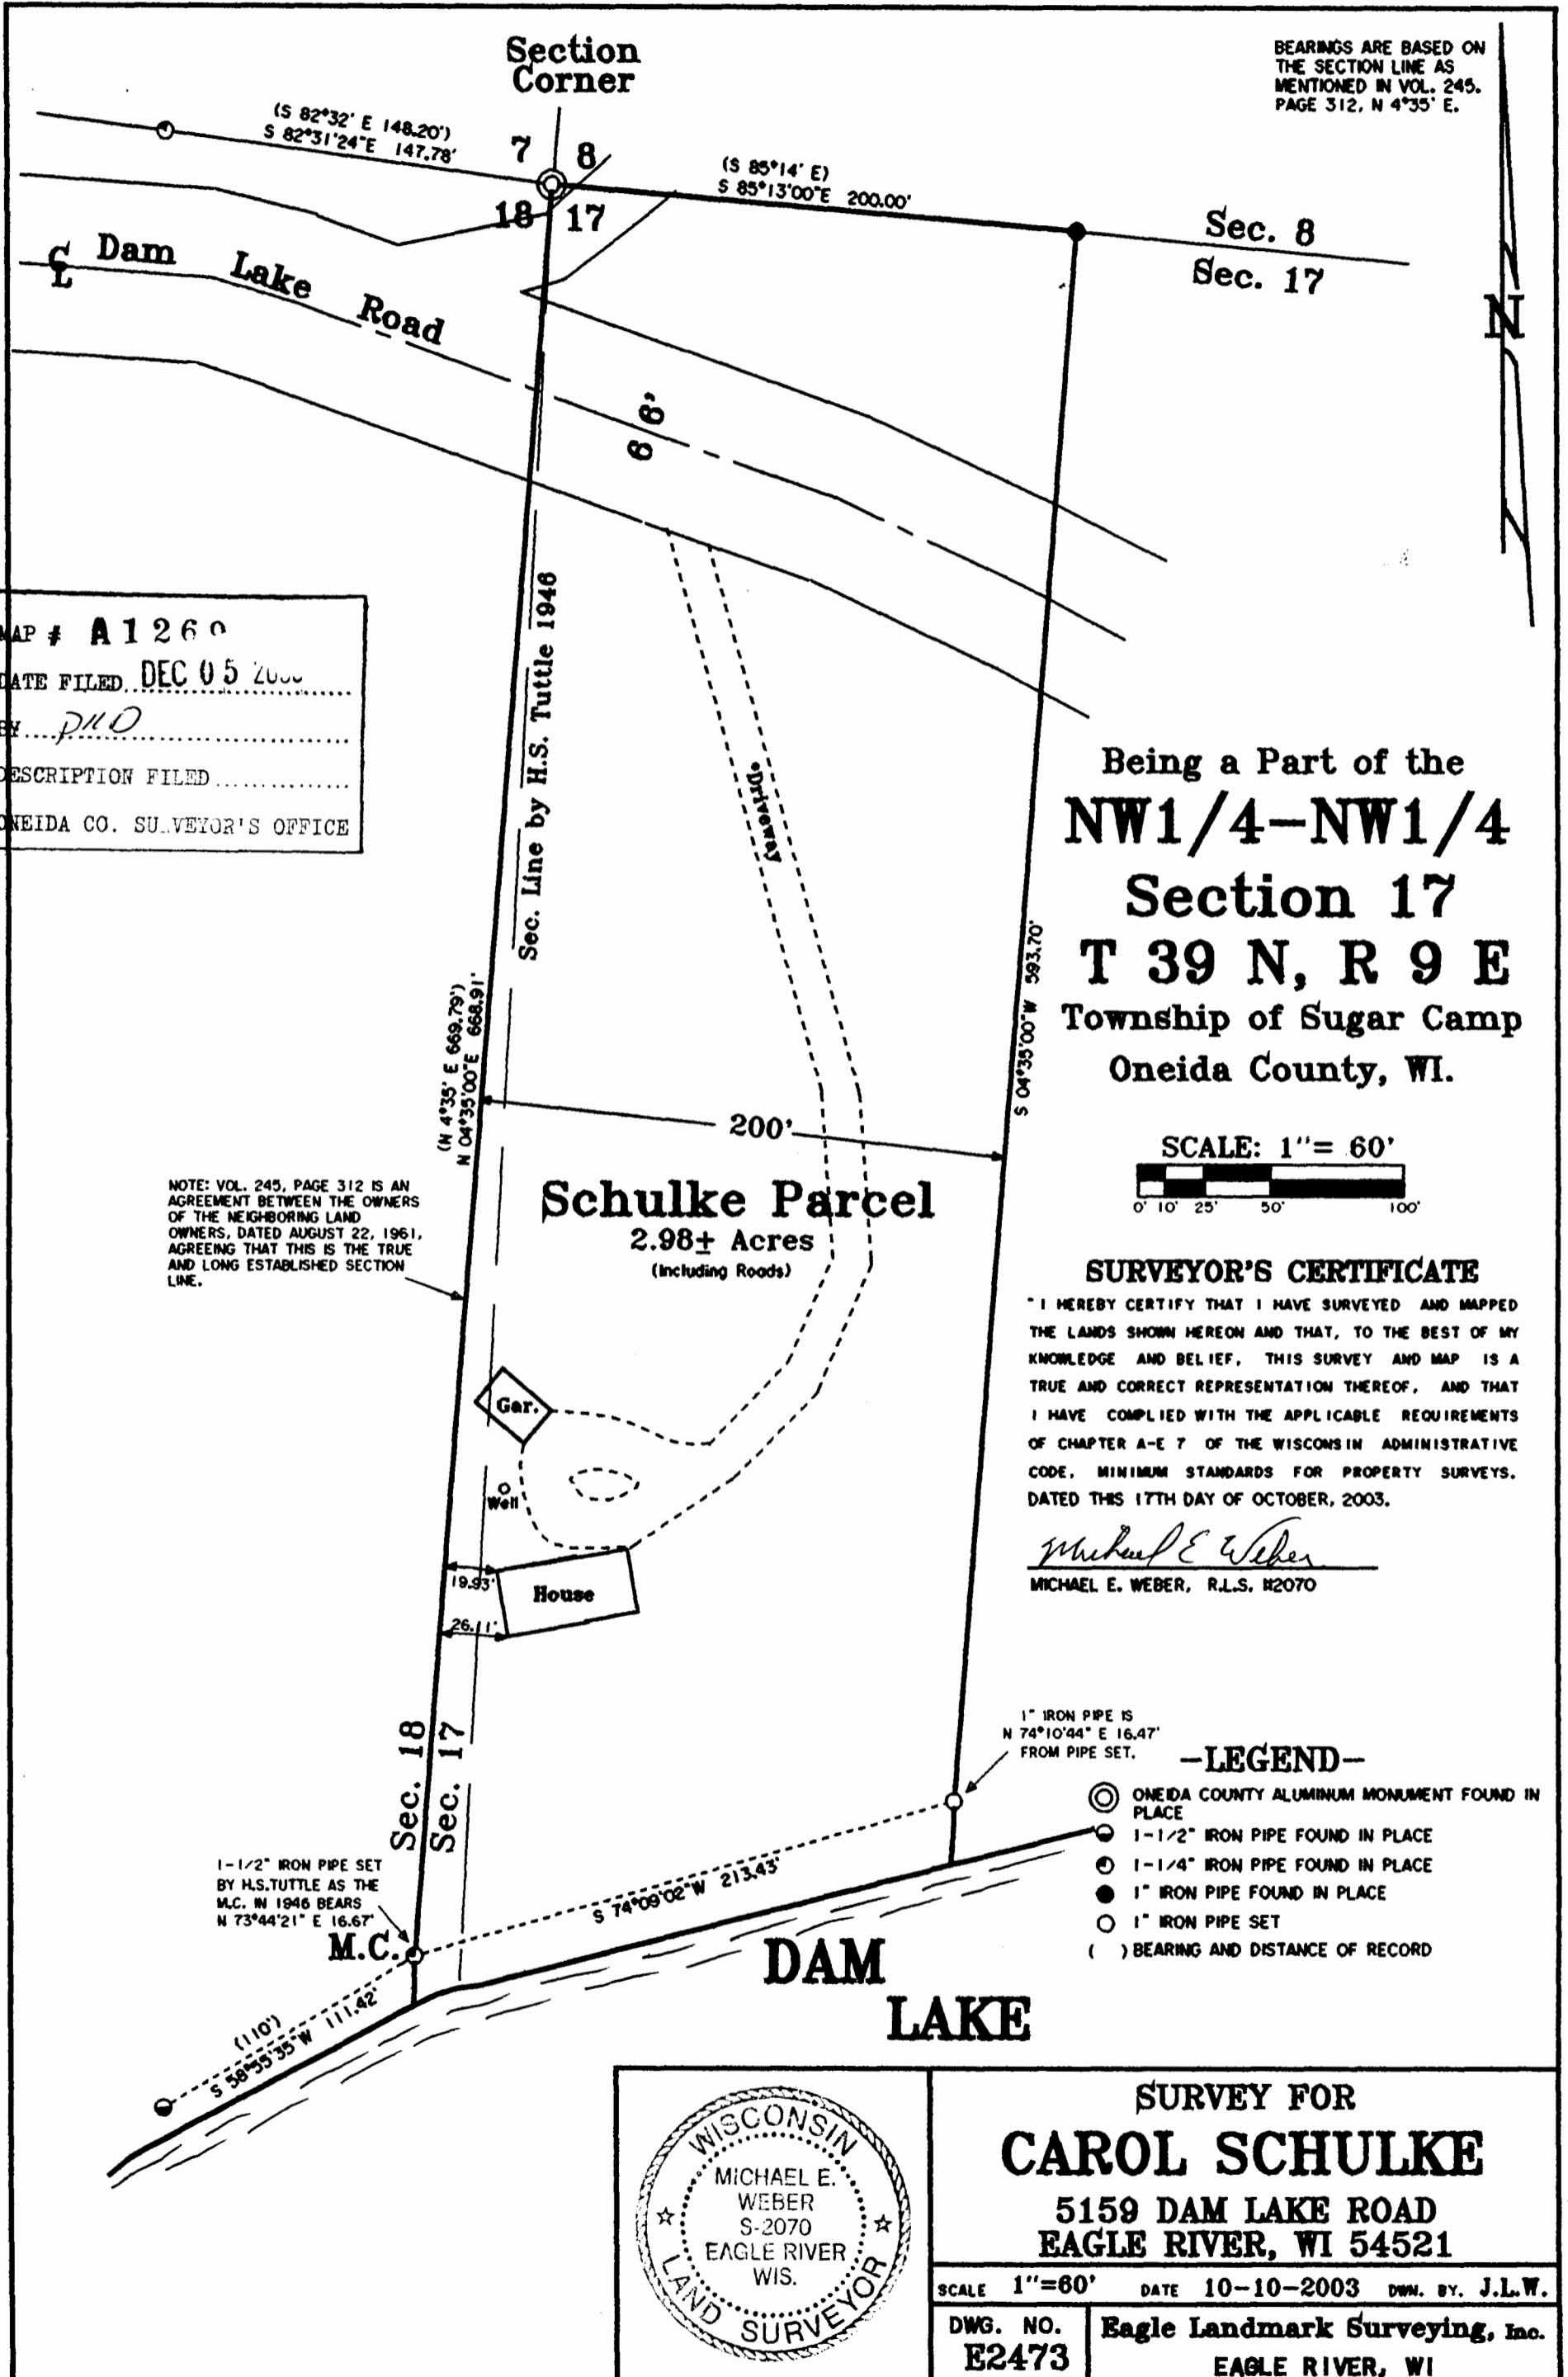 Section
Corner
BEARINGS ARE BASED ON
THE SECTION LINE AS
MENTIONED IN VOL. 245.
PAGE 312, N 4°35' E.
(S 82°32' E 148.20')
S 82°31'24"E 147.78'
7 8
18 17
(S 85°14' E)
S 85°13'00"E 200.00'
Sec. 8
Sec. 17
N
CL Dam Lake Road
66'
MAP # A126
DATE FILED DEC 05
BY
DESCRIPTION FILED
ONEIDA CO. SURVEYOR'S OFFICE
Sec. Line by H.S. Tuttle 1946
Driveway
Being a Part of the
NW1/4-NW1/4
Section 17
T 39 N, R 9 E
Township of Sugar Camp
Oneida County, WI.
(N 4°35' E 669.79')
N 04°35'00"E 668.91'
S 04°35'00"W 593.70'
200'
SCALE: 1"= 60'
0' 10' 25' 50' 100'
NOTE: VOL. 245, PAGE 312 IS AN
AGREEMENT BETWEEN THE OWNERS
OF THE NEIGHBORING LAND
OWNERS, DATED AUGUST 22, 1961,
AGREEING THAT THIS IS THE TRUE
AND LONG ESTABLISHED SECTION
LINE.
Schulke Parcel
2.98± Acres
(Including Roads)
SURVEYOR'S CERTIFICATE
"I HEREBY CERTIFY THAT I HAVE SURVEYED AND MAPPED
THE LANDS SHOWN HEREON AND THAT, TO THE BEST OF MY
KNOWLEDGE AND BELIEF, THIS SURVEY AND MAP IS A
TRUE AND CORRECT REPRESENTATION THEREOF, AND THAT
I HAVE COMPLIED WITH THE APPLICABLE REQUIREMENTS
OF CHAPTER A-E 7 OF THE WISCONSIN ADMINISTRATIVE
CODE, MINIMUM STANDARDS FOR PROPERTY SURVEYS.
DATED THIS 17TH DAY OF OCTOBER, 2003.
Michael E Weber
MICHAEL E. WEBER, R.L.S. #2070
Gar.
Well
19.93'
House
26.11'
Sec. 18
Sec. 17
1" IRON PIPE IS
N 74°10'44" E 16.47'
FROM PIPE SET.
-LEGEND-
ONEIDA COUNTY ALUMINUM MONUMENT FOUND IN
PLACE
1-1/2" IRON PIPE FOUND IN PLACE
1-1/4" IRON PIPE FOUND IN PLACE
1" IRON PIPE FOUND IN PLACE
1" IRON PIPE SET
( ) BEARING AND DISTANCE OF RECORD
1-1/2" IRON PIPE SET
BY H.S.TUTTLE AS THE
M.C. IN 1946 BEARS
N 73°44'21" E 16.67'
M.C.
S 74°09'02"W 213.43'
(110')
S 58°55'35"W 111.42'
DAM
LAKE
WISCONSIN
MICHAEL E.
WEBER
S-2070
EAGLE RIVER
WIS.
LAND SURVEYOR
SURVEY FOR
CAROL SCHULKE
5159 DAM LAKE ROAD
EAGLE RIVER, WI 54521
SCALE 1"=60' DATE 10-10-2003 DWN. BY. J.L.W.
DWG. NO.
E2473
Eagle Landmark Surveying, Inc.
EAGLE RIVER, WI